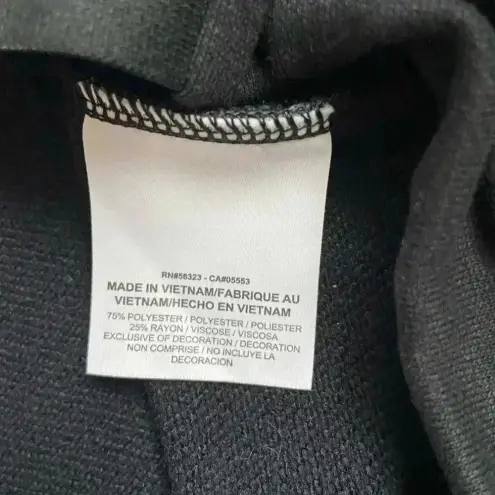 RN#56323 - CA#05553
MADE IN VIETNAM/FABRIQUE AU
VIETNAM/HECHO EN VIETNAM
75% POLYESTER / POLYESTER / POLIESTER
25% RAYON / VISCOSE / VISCOSA
EXCLUSIVE OF DECORATION / DECORATION
NON COMPRISE / NO INCLUYE LA
DECORACION